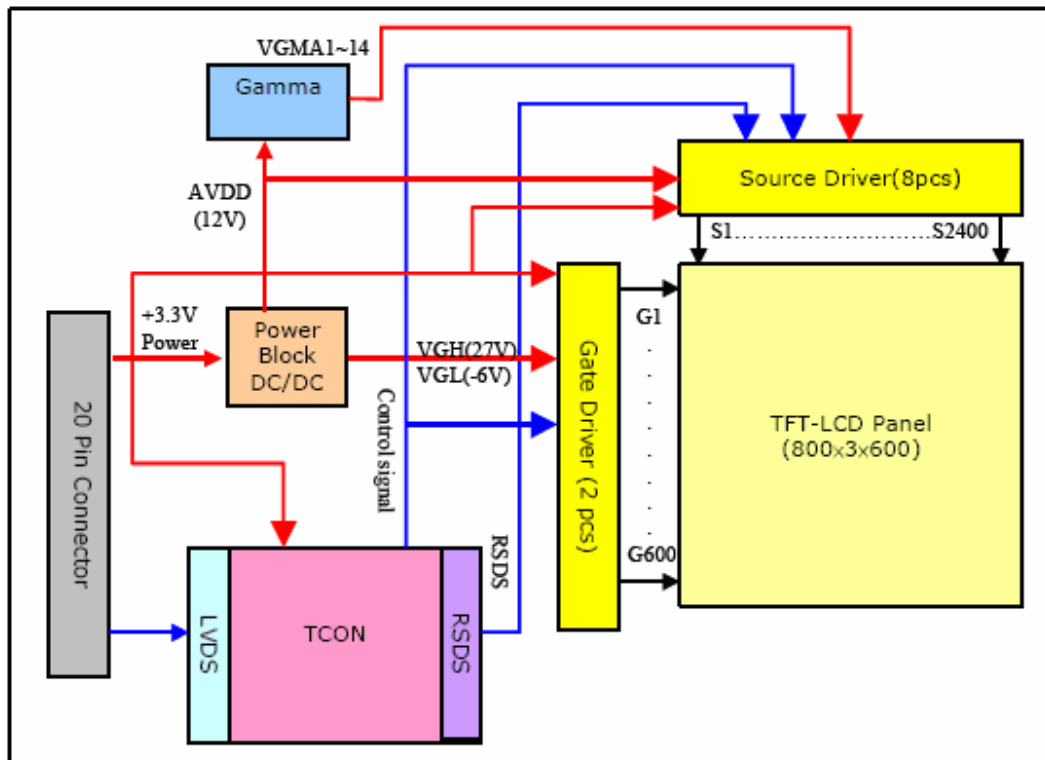 VGMA1~14
Gamma
AVDD
(12V)
Source Driver(8pcs)
S1……………………S2400
+3.3V
Power
Power
Block
DC/DC
VGH(27V)
VGL(-6V)
G1
Gate Driver (2 pcs)
TFT-LCD Panel
(800x3x600)
20 Pin Connector
Control signal
RSDS
G600
LVDS
TCON
RSDS